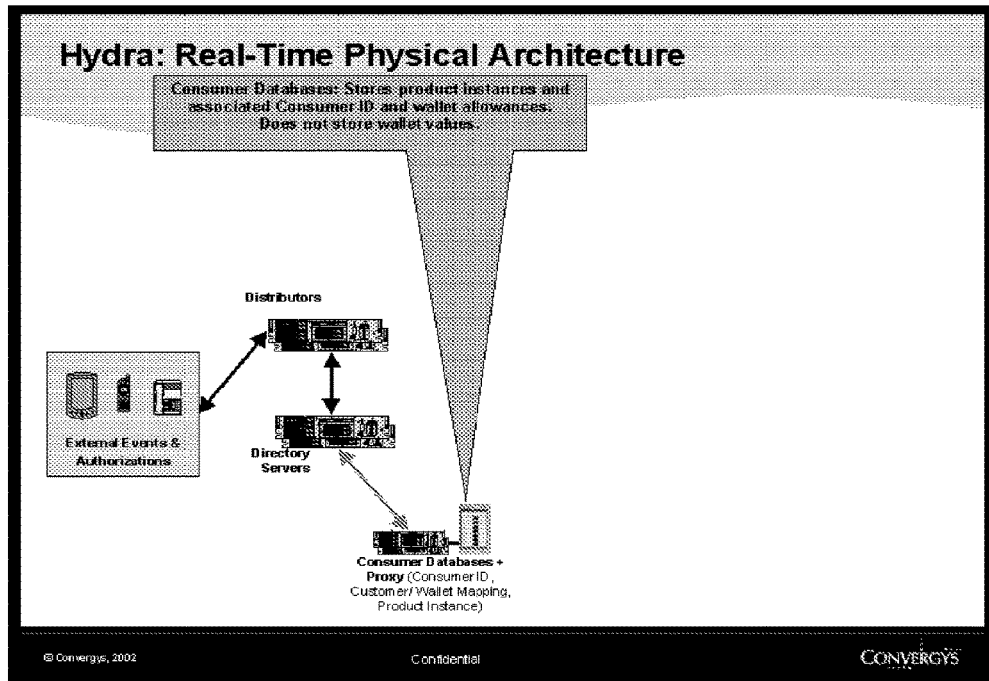 Hydra: Real-Time Physical Architecture
Consumer Databases: Stores product instances and
associated Consumer ID and wallet allowances.
Does not store wallet values.
Distributors
External Events &
Authorizations
Directory
Servers
Consumer Databases +
Proxy (Consumer ID,
Customer/ Wallet Mapping,
Product Instance)
© Convergys, 2002
Confidential
CONVERGYS